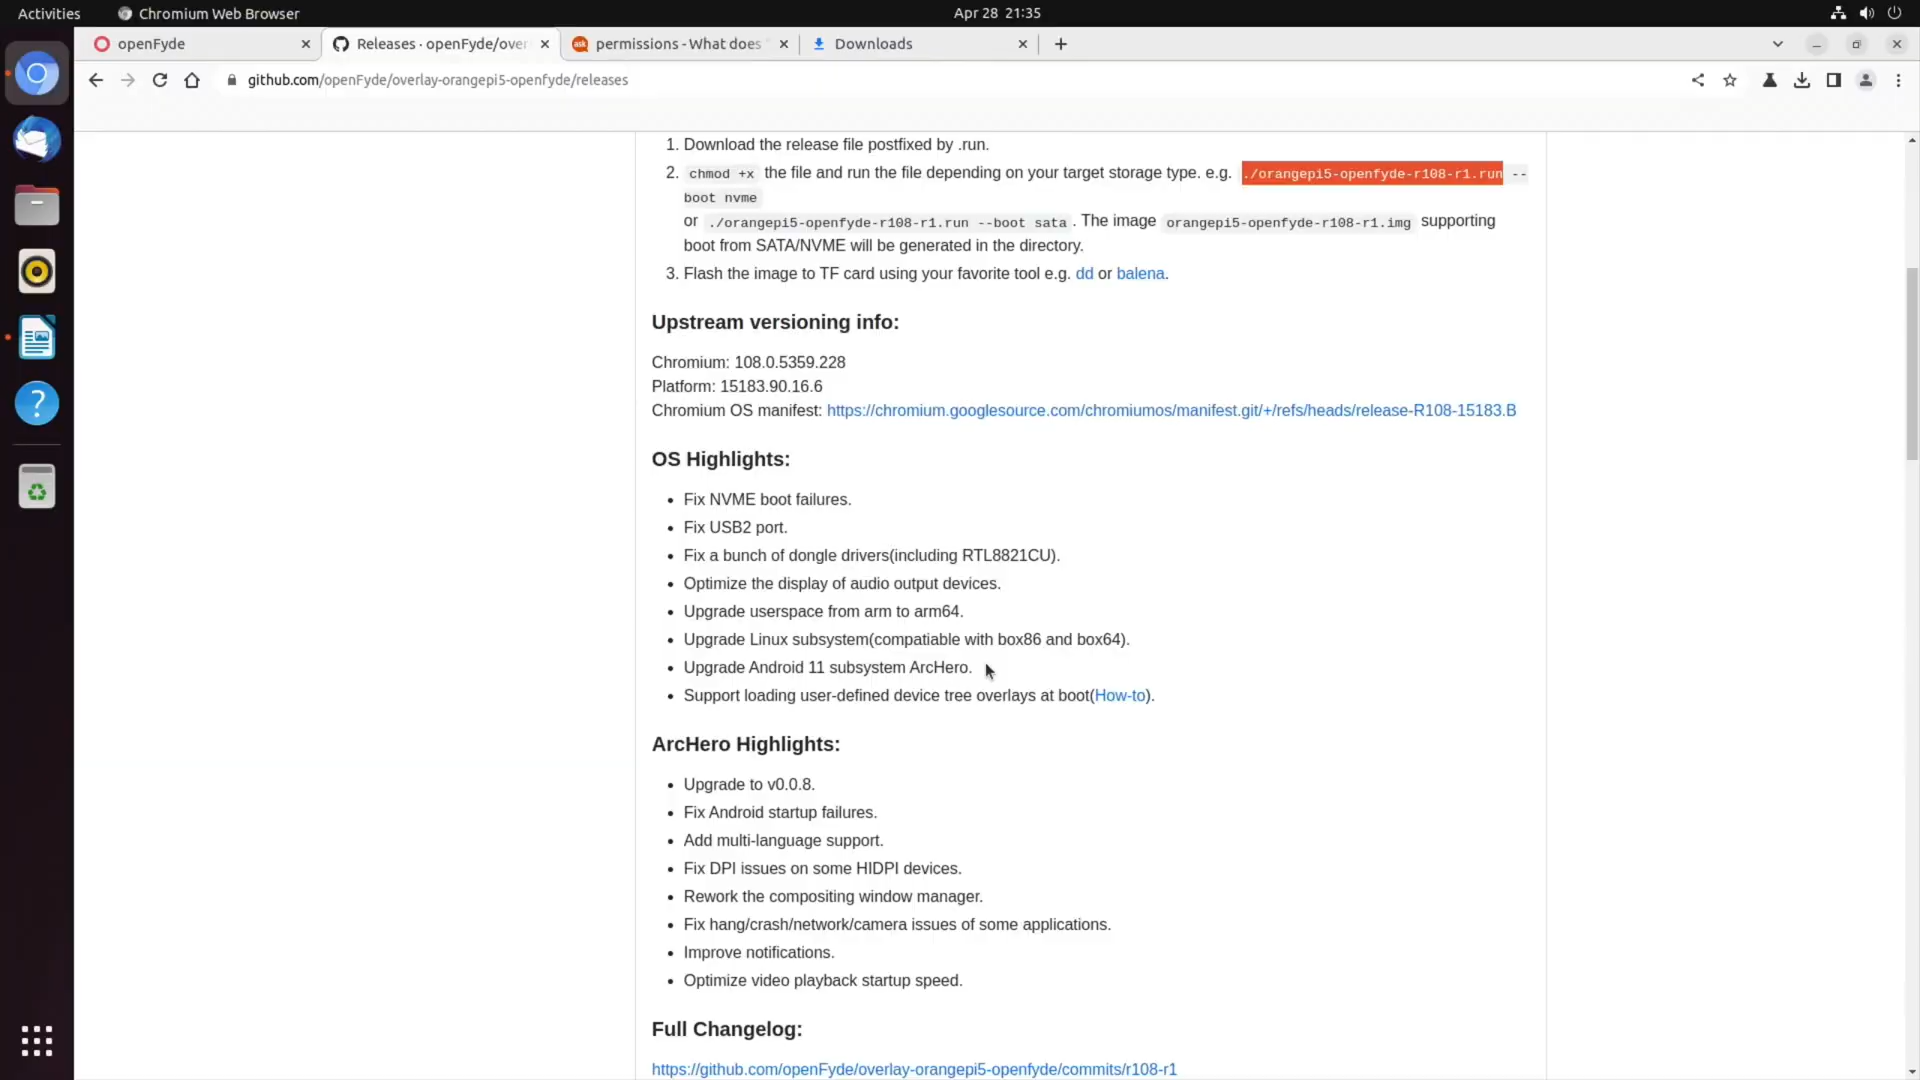 Activities
Chromium Web Browser
Apr 28 21:35
openFyde
Releases · openFyde/over
permissions - What does
Downloads
github.com/openFyde/overlay-orangepi5-openfyde/releases
1. Download the release file postfixed by .run.
2. chmod +x the file and run the file depending on your target storage type. e.g. ./orangepi5-openfyde-r108-r1.run --
boot nvme
or ./orangepi5-openfyde-r108-r1.run --boot sata. The image orangepi5-openfyde-r108-r1.img supporting
boot from SATA/NVME will be generated in the directory.
3. Flash the image to TF card using your favorite tool e.g. dd or balena.
Upstream versioning info:
Chromium: 108.0.5359.228
Platform: 15183.90.16.6
Chromium OS manifest: https://chromium.googlesource.com/chromiumos/manifest.git/+/refs/heads/release-R108-15183.B
OS Highlights:
• Fix NVME boot failures.
• Fix USB2 port.
• Fix a bunch of dongle drivers(including RTL8821CU).
• Optimize the display of audio output devices.
• Upgrade userspace from arm to arm64.
• Upgrade Linux subsystem(compatiable with box86 and box64).
• Upgrade Android 11 subsystem ArcHero.
• Support loading user-defined device tree overlays at boot(How-to).
ArcHero Highlights:
• Upgrade to v0.0.8.
• Fix Android startup failures.
• Add multi-language support.
• Fix DPI issues on some HIDPI devices.
• Rework the compositing window manager.
• Fix hang/crash/network/camera issues of some applications.
• Improve notifications.
• Optimize video playback startup speed.
Full Changelog:
https://github.com/openFyde/overlay-orangepi5-openfyde/commits/r108-r1